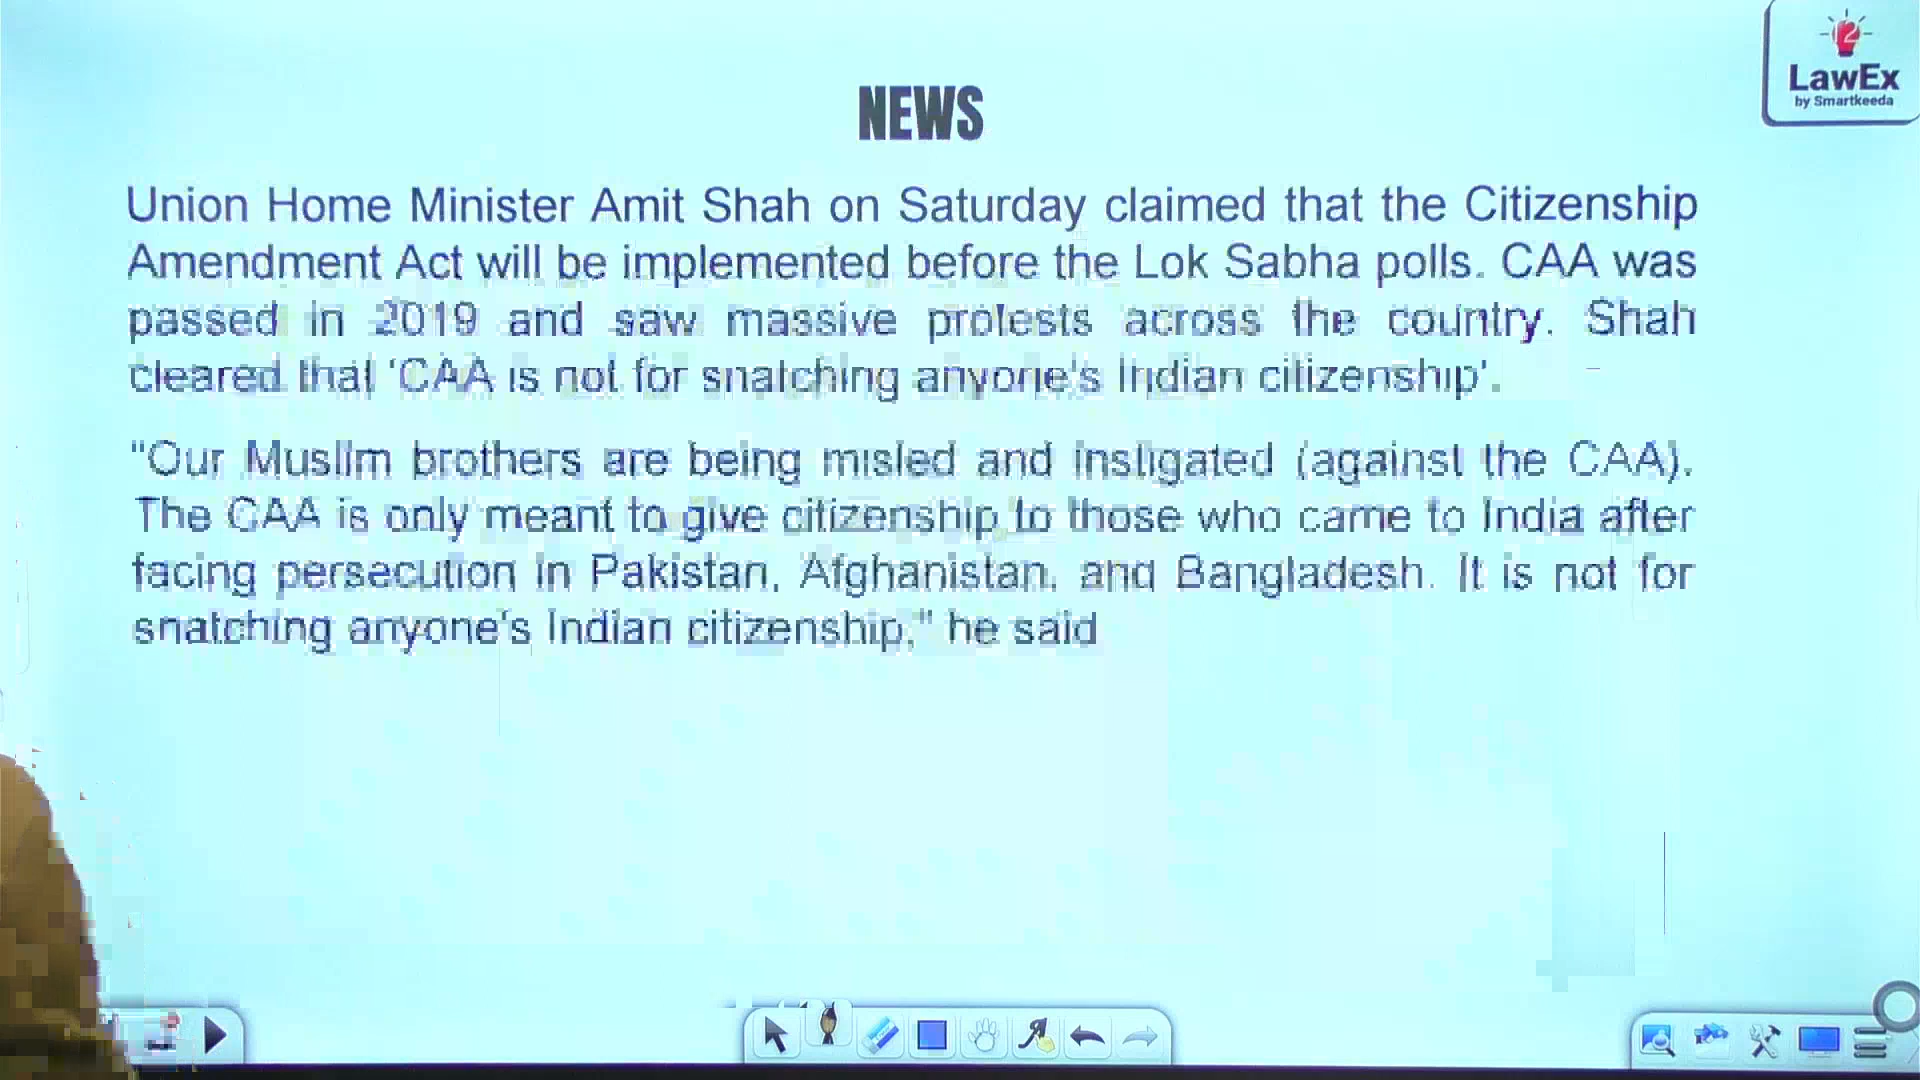 LawEx
by Smartkeeda
NEWS
Union Home Minister Amit Shah on Saturday claimed that the Citizenship
Amendment Act will be implemented before the Lok Sabha polls. CAA was
passed in 2019 and saw massive protests across the country. Shah
cleared that 'CAA is not for snatching anyone's Indian citizenship'.
"Our Muslim brothers are being misled and instigated (against the CAA).
The CAA is only meant to give citizenship to those who came to India after
facing persecution in Pakistan, Afghanistan, and Bangladesh. It is not for
snatching anyone's Indian citizenship," he said